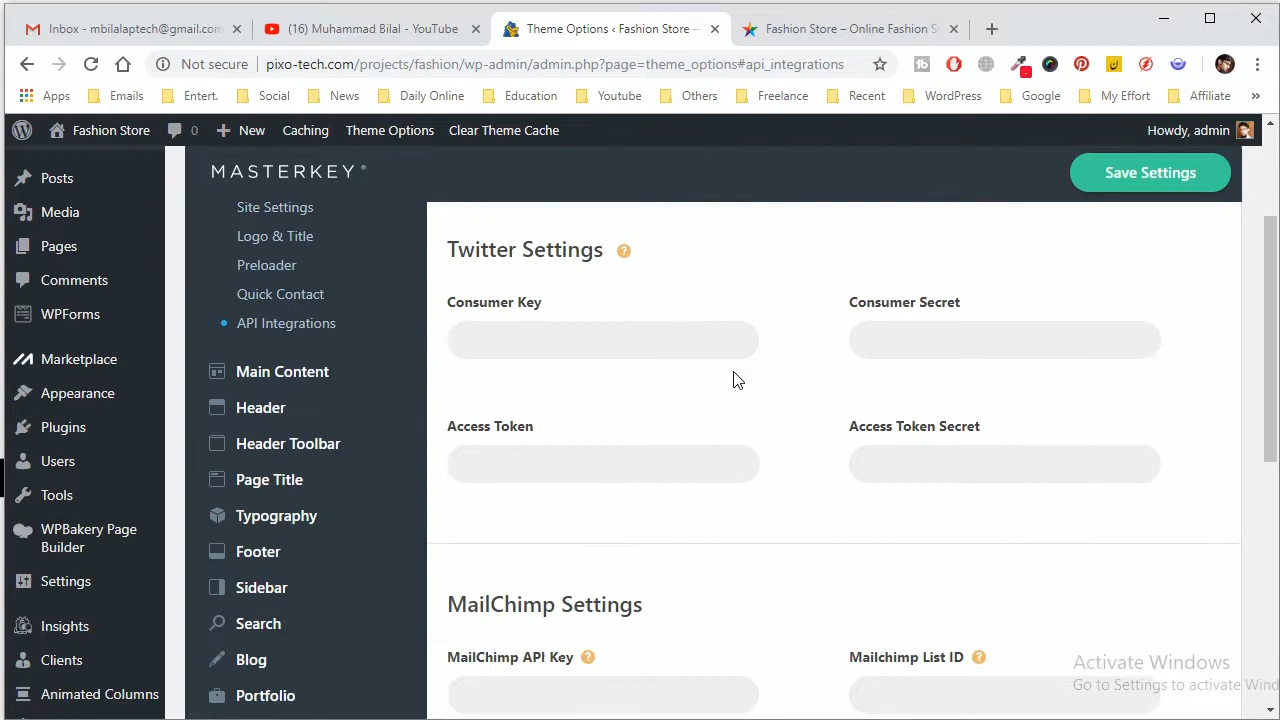 Inbox - mbilalaptech@gmail.com
(16) Muhammad Bilal - YouTube
Theme Options ‹ Fashion Store —
Fashion Store – Online Fashion St
Not secure
pixo-tech.com/projects/fashion/wp-admin/admin.php?page=theme_options#api_integrations
Apps
Emails
Entert.
Social
News
Daily Online
Education
Youtube
Others
Freelance
Recent
WordPress
Google
My Effort
Affiliate
»
Fashion Store
0
New
Caching
Theme Options
Clear Theme Cache
Howdy, admin
Posts
Media
Pages
Comments
WPForms
Marketplace
Appearance
Plugins
Users
Tools
WPBakery Page
Builder
Settings
Insights
Clients
Animated Columns
MASTERKEY ®
Save Settings
Site Settings
Logo & Title
Preloader
Quick Contact
API Integrations
Main Content
Header
Header Toolbar
Page Title
Typography
Footer
Sidebar
Search
Blog
Portfolio
Twitter Settings ?
Consumer Key
Consumer Secret
Access Token
Access Token Secret
MailChimp Settings
MailChimp API Key ?
Mailchimp List ID ?
Activate Windows
Go to Settings to activate Wind